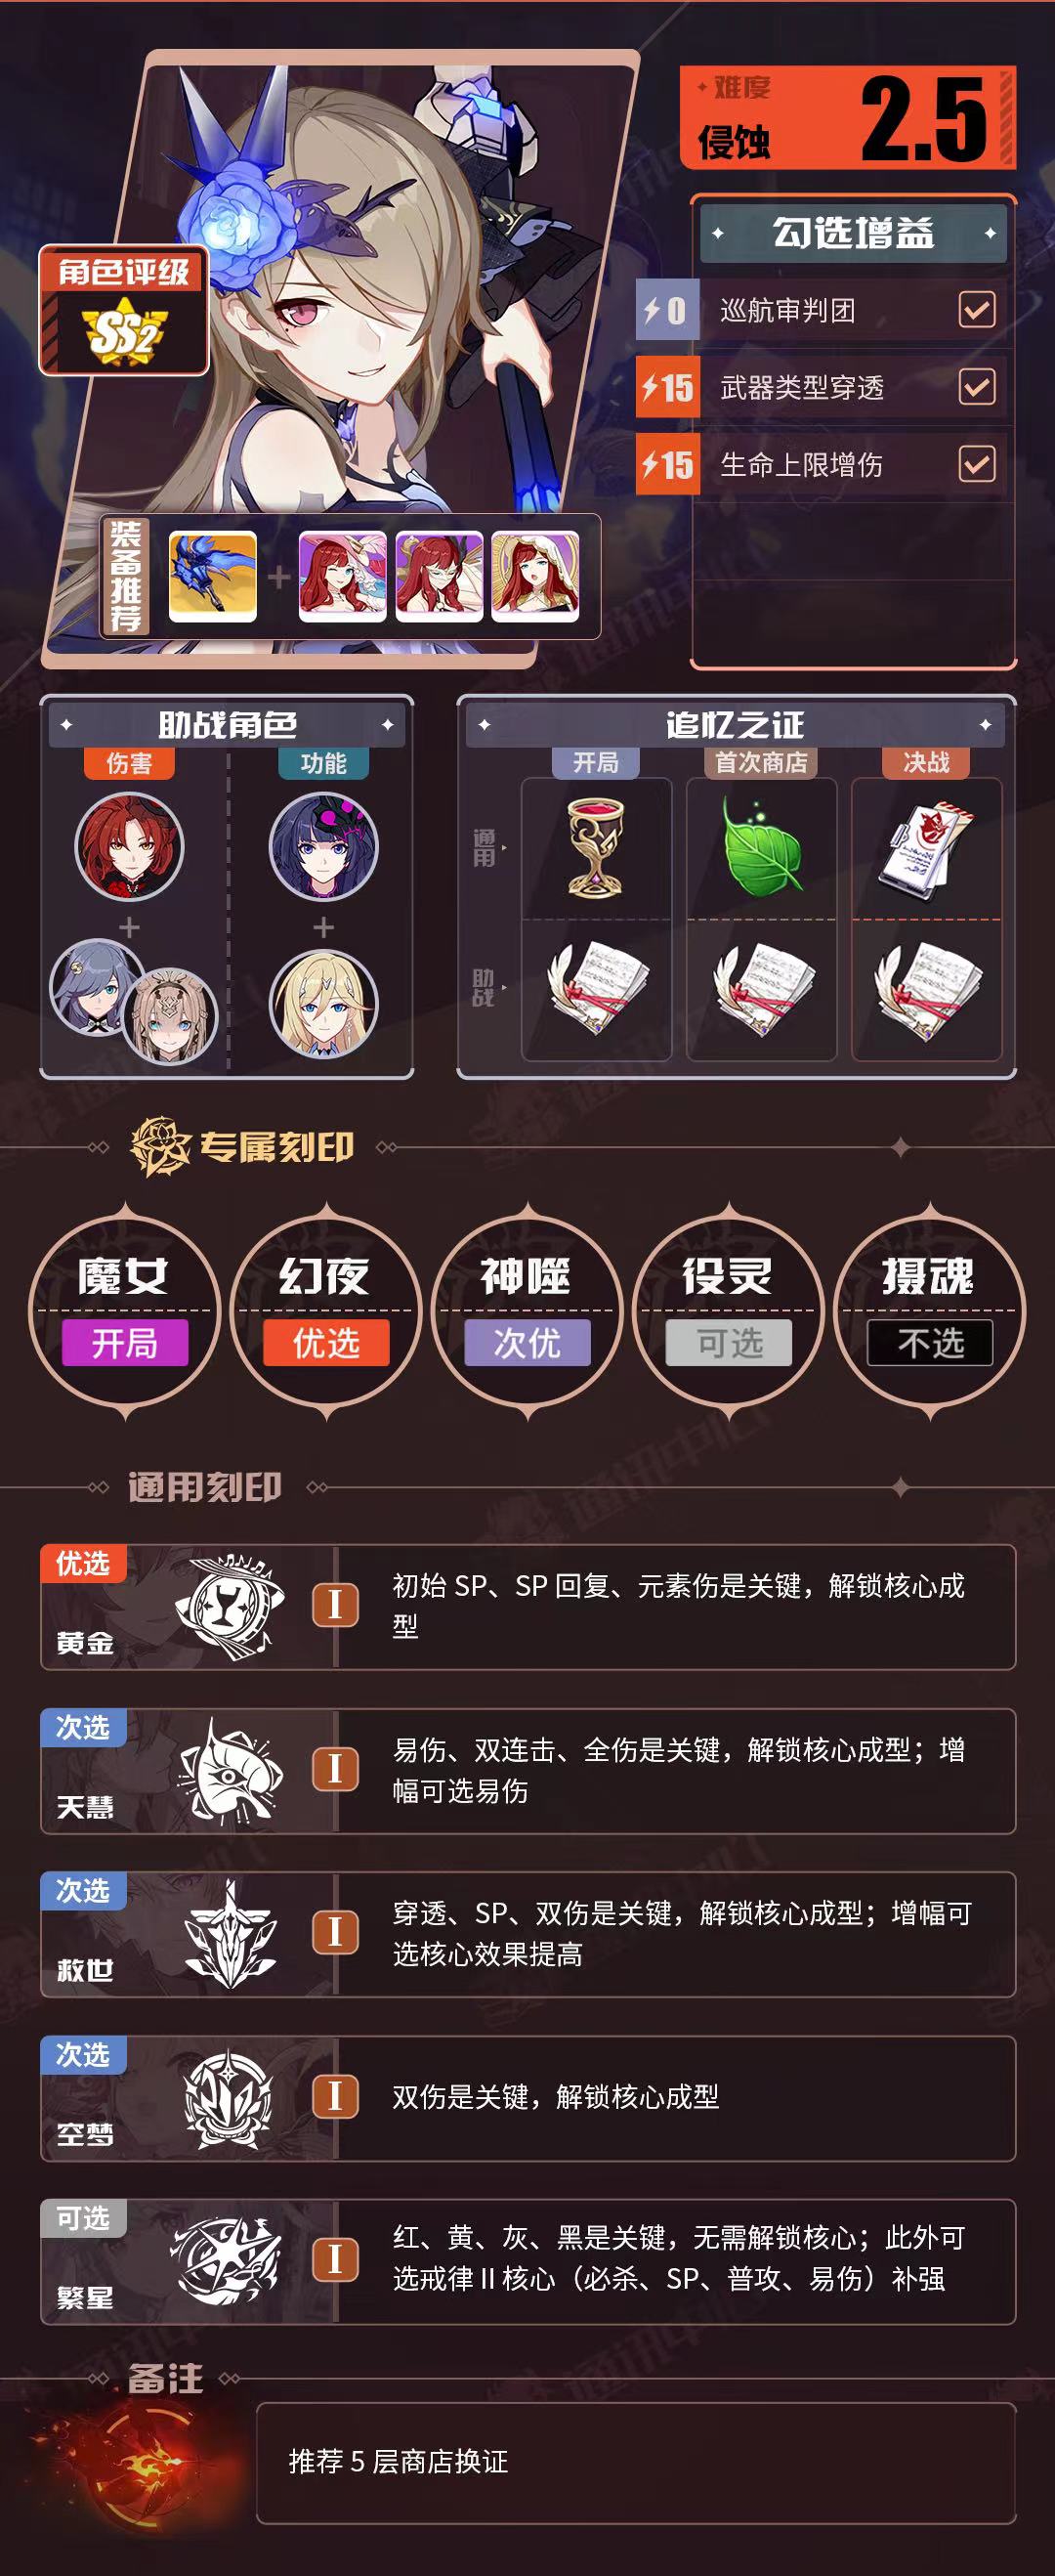 难度
侵蚀
2.5
勾选增益
0 巡航审判团
15 武器类型穿透
15 生命上限增伤
角色评级
SS2
装备推荐
助战角色
伤害
功能
追忆之证
开局
首次商店
决战
通用
助战
专属刻印
魔女
开局
幻夜
优选
神噬
次优
役灵
可选
摄魂
不选
通用刻印
优选
黄金
I
初始 SP、SP 回复、元素伤是关键，解锁核心成
型
次选
天慧
I
易伤、双连击、全伤是关键，解锁核心成型；增
幅可选易伤
次选
救世
I
穿透、SP、双伤是关键，解锁核心成型；增幅可
选核心效果提高
次选
空梦
I
双伤是关键，解锁核心成型
可选
繁星
I
红、黄、灰、黑是关键，无需解锁核心；此外可
选戒律 II 核心（必杀、SP、普攻、易伤）补强
备注
推荐 5 层商店换证